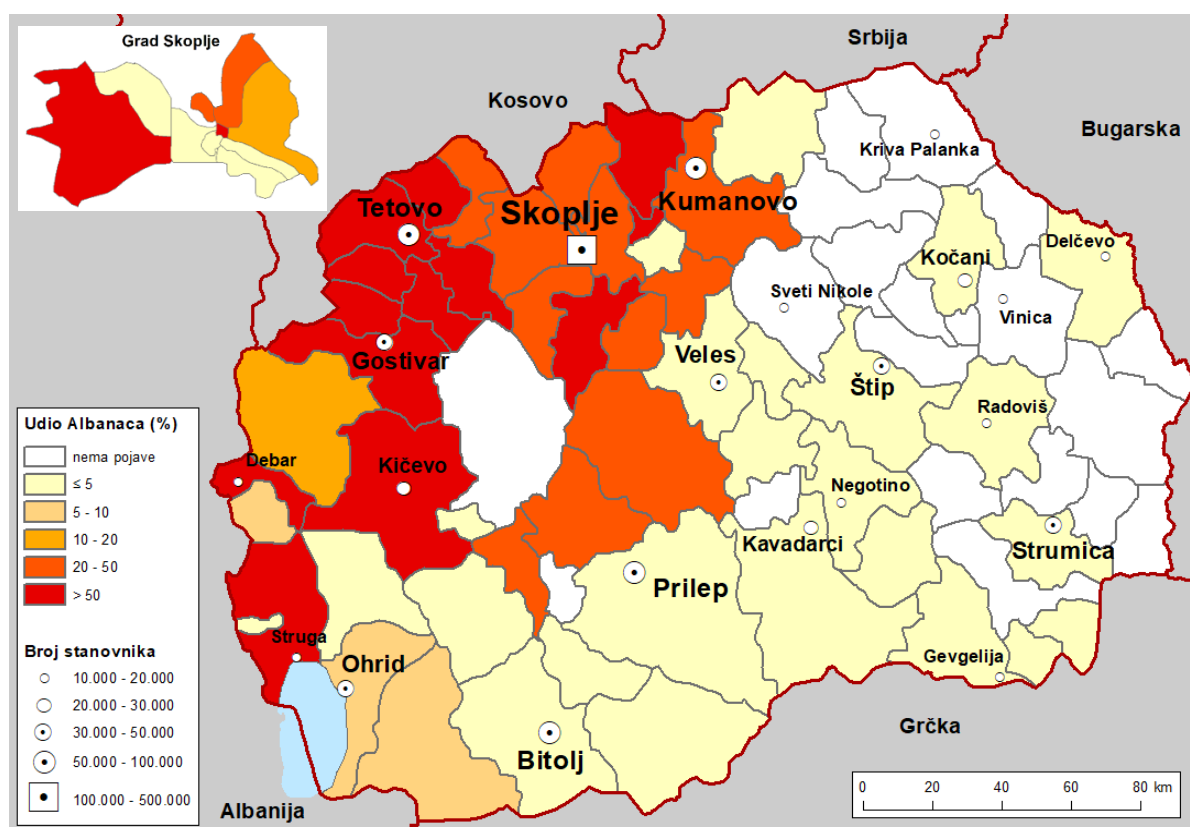 Grad Skoplje
Srbija
Kosovo
Bugarska
Kriva Palanka
Kumanovo
Tetovo
Skoplje
Delčevo
Kočani
Sveti Nikole
Vinica
Gostivar
Veles
Štip
Radoviš
Debar
Kičevo
Negotino
Kavadarci
Strumica
Prilep
Struga
Ohrid
Gevgelija
Bitolj
Grčka
Albanija
Udio Albanaca (%)
nema pojave
≤ 5
5 - 10
10 - 20
20 - 50
> 50
Broj stanovnika
10.000 - 20.000
20.000 - 30.000
30.000 - 50.000
50.000 - 100.000
100.000 - 500.000
0 20 40 60 80 km